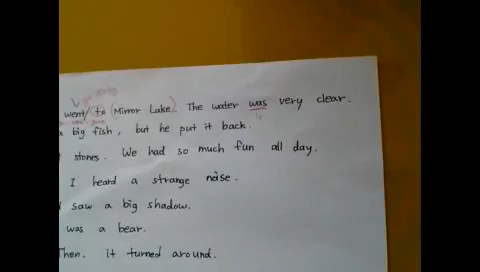 went to (Mirror Lake). The water was very clear.
a big fish, but he put it back.
stones. We had so much fun all day.
I heard a strange noise.
I saw a big shadow.
was a bear.
Then, it turned around.